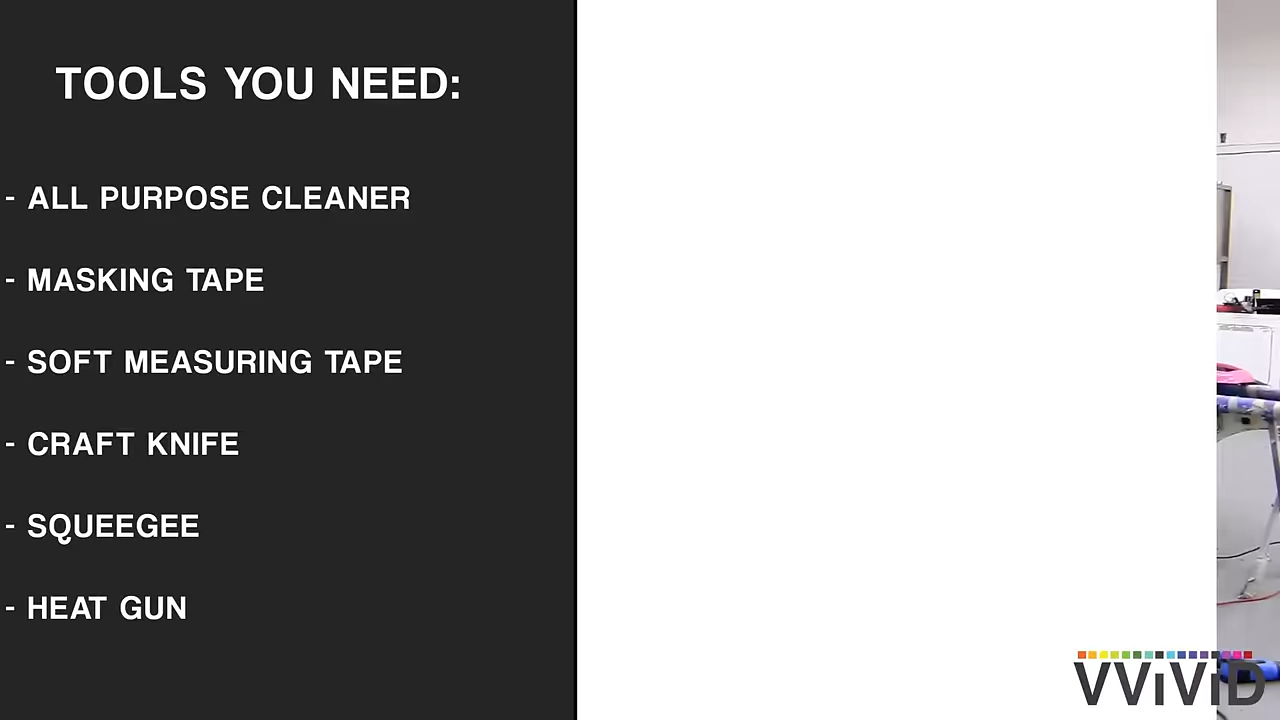 TOOLS YOU NEED:
- ALL PURPOSE CLEANER
- MASKING TAPE
- SOFT MEASURING TAPE
- CRAFT KNIFE
- SQUEEGEE
- HEAT GUN
VViViD